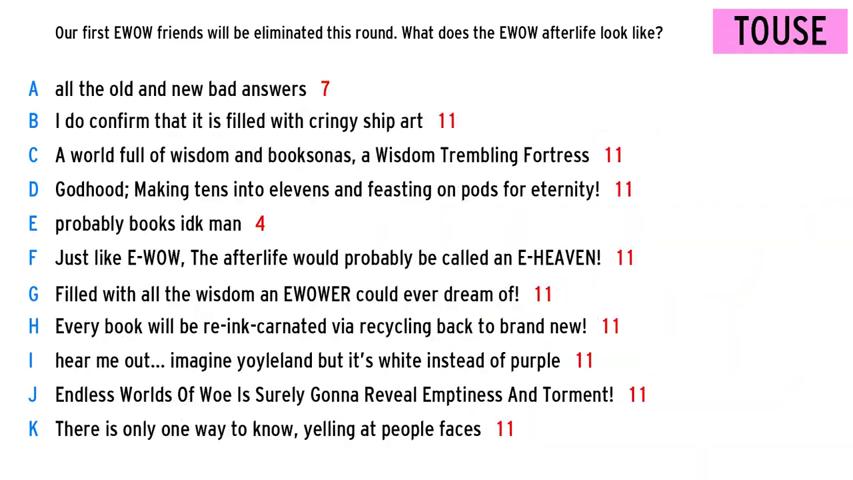 Our first EWOW friends will be eliminated this round. What does the EWOW afterlife look like?
TOUSE
A all the old and new bad answers 7
B I do confirm that it is filled with cringy ship art 11
C A world full of wisdom and booksonas, a Wisdom Trembling Fortress 11
D Godhood; Making tens into elevens and feasting on pods for eternity! 11
E probably books idk man 4
F Just like E-WOW, The afterlife would probably be called an E-HEAVEN! 11
G Filled with all the wisdom an EWOWER could ever dream of! 11
H Every book will be re-ink-carnated via recycling back to brand new! 11
I hear me out... imagine yoyleland but it's white instead of purple 11
J Endless Worlds Of Woe Is Surely Gonna Reveal Emptiness And Torment! 11
K There is only one way to know, yelling at people faces 11